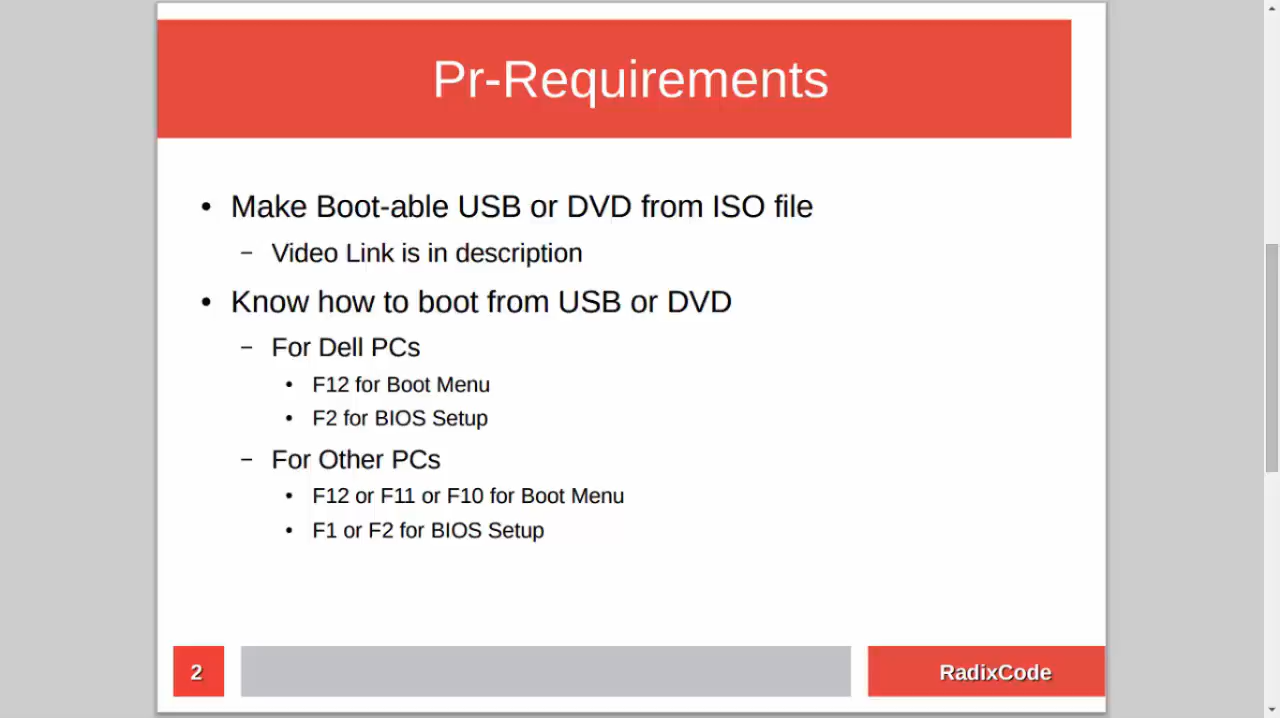 Pr-Requirements
• Make Boot-able USB or DVD from ISO file
– Video Link is in description
• Know how to boot from USB or DVD
– For Dell PCs
• F12 for Boot Menu
• F2 for BIOS Setup
– For Other PCs
• F12 or F11 or F10 for Boot Menu
• F1 or F2 for BIOS Setup
2
RadixCode